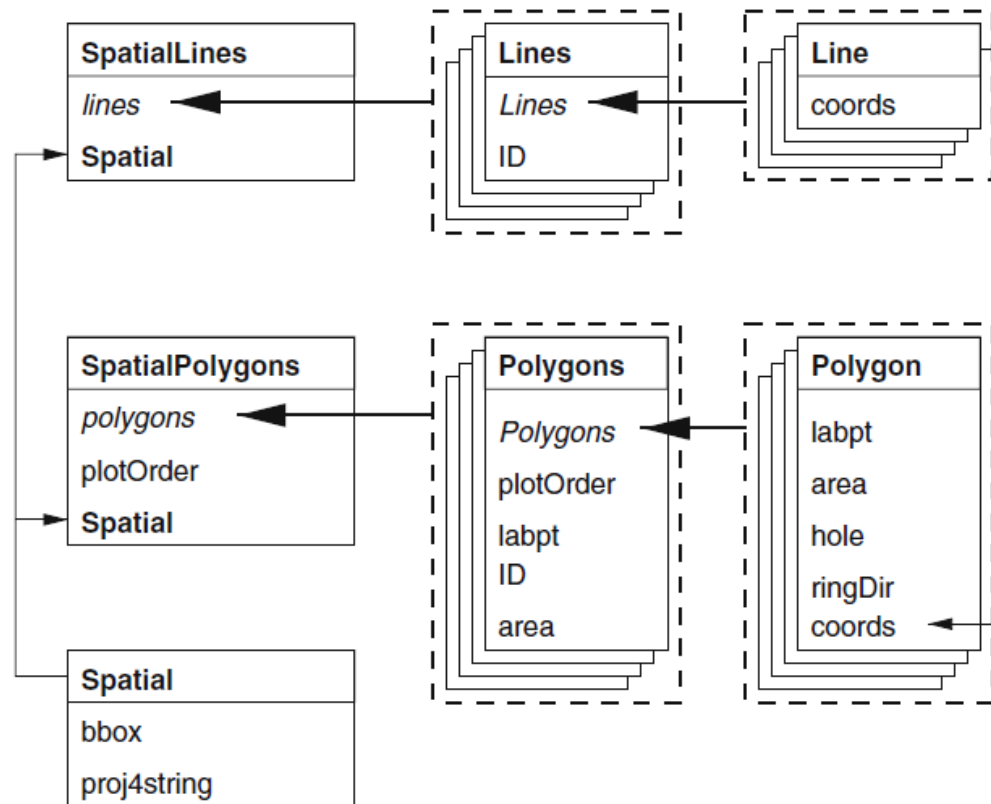 SpatialLines
lines
Spatial
Lines
Lines
ID
Line
coords
SpatialPolygons
polygons
plotOrder
Spatial
Polygons
Polygons
plotOrder
labpt
ID
area
Polygon
labpt
area
hole
ringDir
coords
Spatial
bbox
proj4string